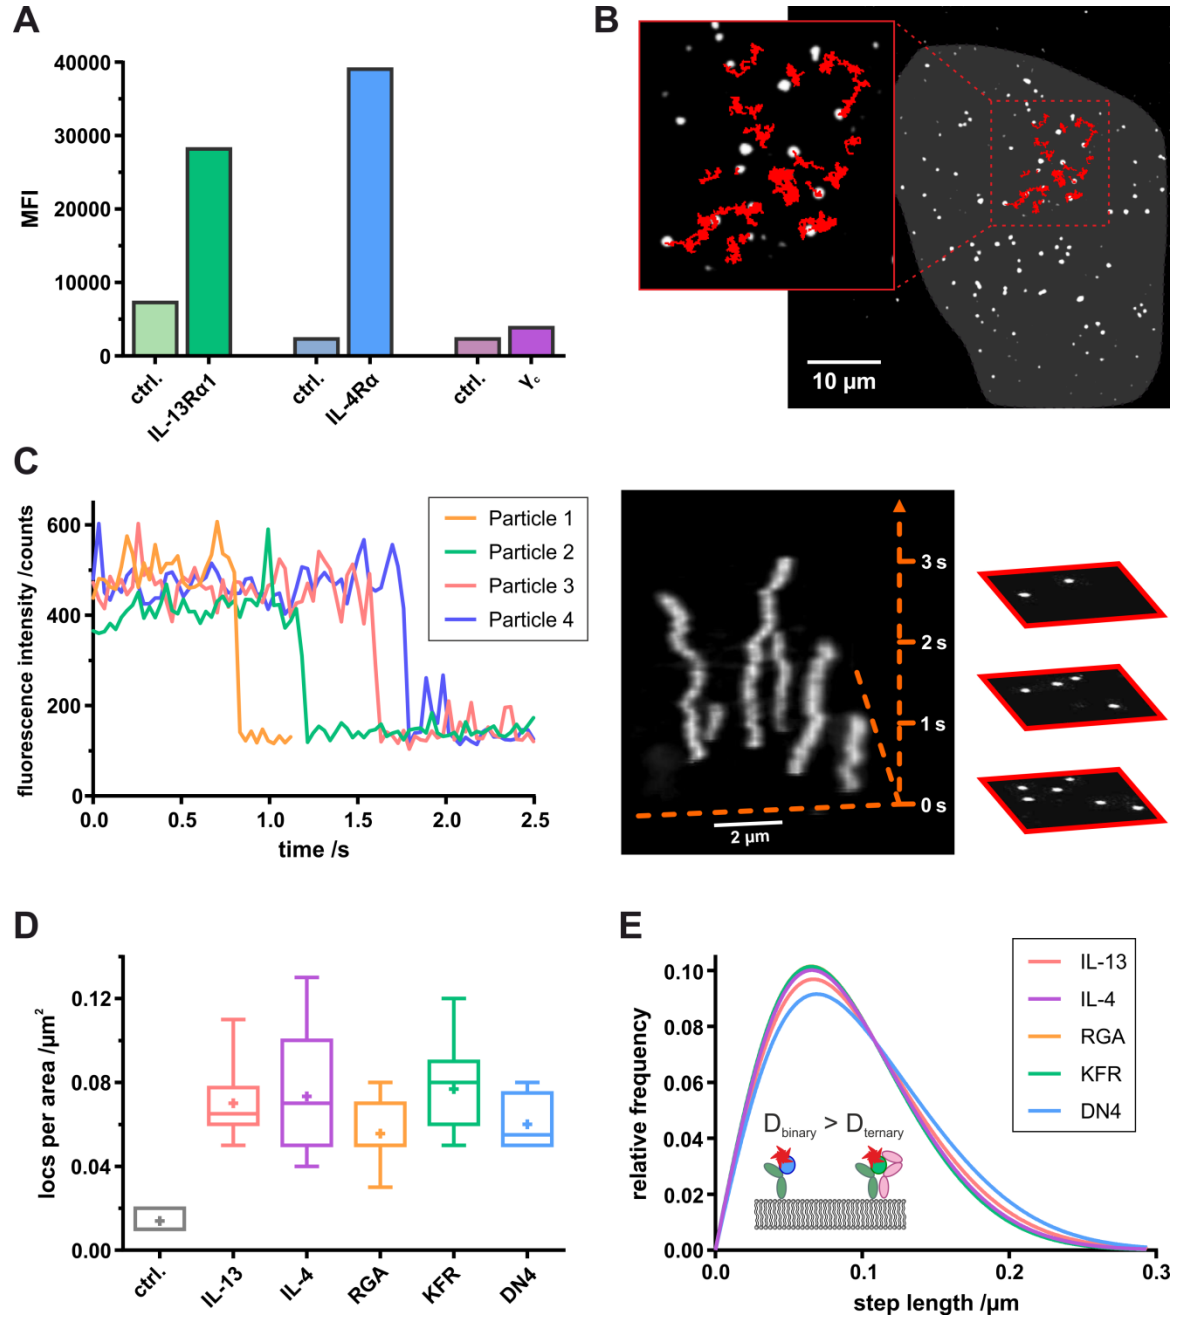 A
MFI
40000
30000
20000
10000
0
ctrl.
IL-13Rα1
ctrl.
IL-4Rα
ctrl.
γc
B
10 µm
C
fluorescence intensity /counts
600
400
200
0
0.0
0.5
1.0
1.5
2.0
2.5
time /s
Particle 1
Particle 2
Particle 3
Particle 4
3 s
2 s
1 s
0 s
2 µm
D
locs per area /µm²
0.12
0.08
0.04
0.00
ctrl.
IL-13
IL-4
RGA
KFR
DN4
E
relative frequency
0.10
0.08
0.06
0.04
0.02
0.00
0.0
0.1
0.2
0.3
step length /µm
IL-13
IL-4
RGA
KFR
DN4
Dbinary > Dternary